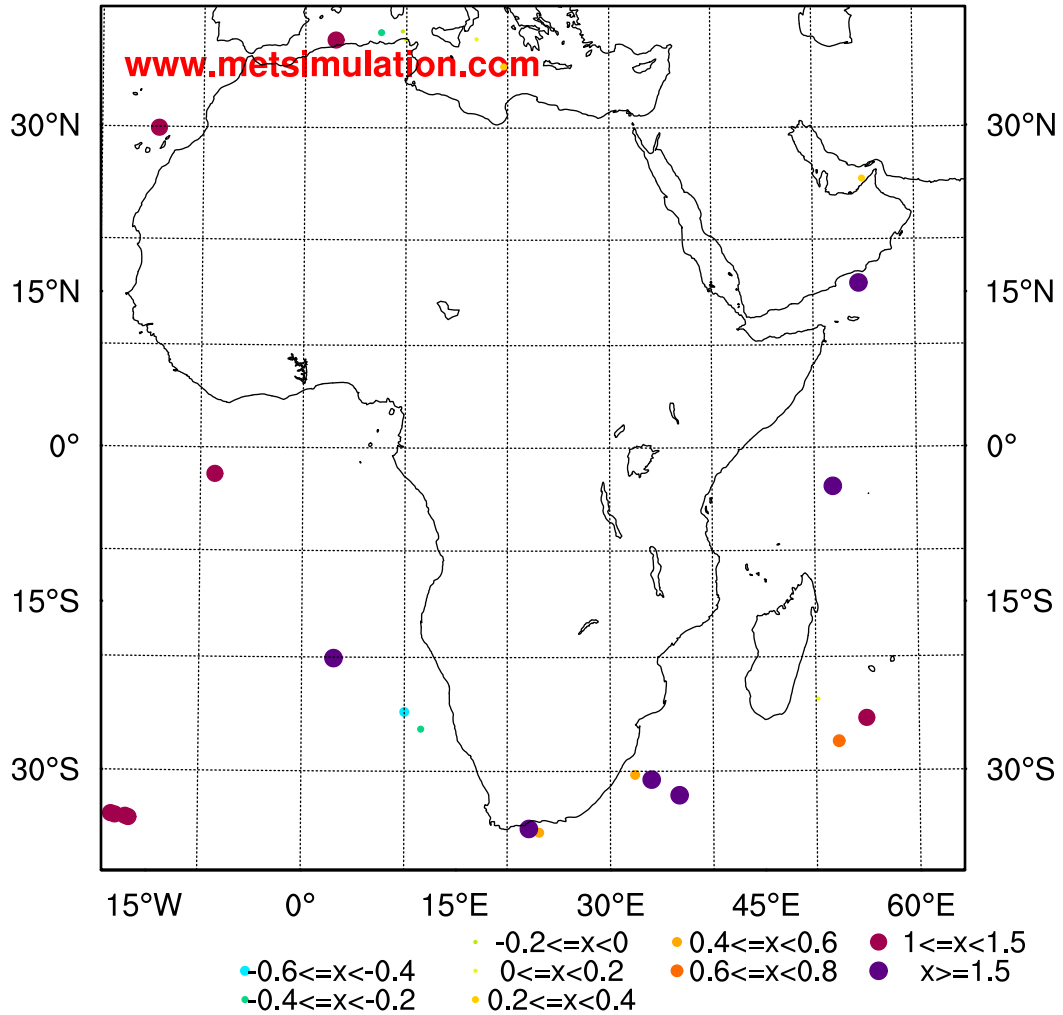 www.metsimulation.com
30°N 30°N
15°N 15°N
0° 0°
15°S 15°S
30°S 30°S
15°W 0° 15°E 30°E 45°E 60°E
-0.2<=x<0 0.4<=x<0.6 1<=x<1.5
-0.6<=x<-0.4 0<=x<0.2 0.6<=x<0.8 x>=1.5
-0.4<=x<-0.2 0.2<=x<0.4